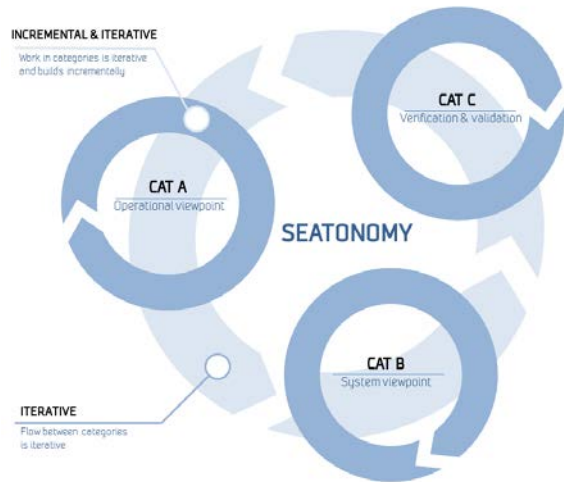 INCREMENTAL & ITERATIVE
Work in categories is iterative
and builds incrementally
CAT C
Verification & validation
CAT A
Operational viewpoint
SEATONOMY
CAT B
System viewpoint
ITERATIVE
Flow between categories
is iterative